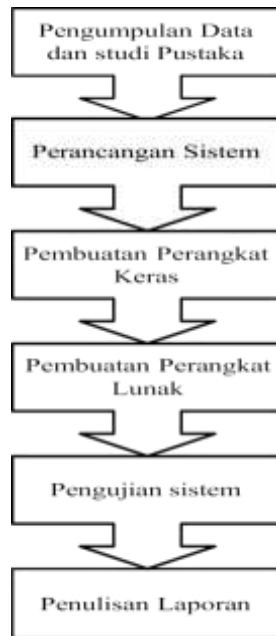 Pengumpulan Data
dan studi Pustaka
Perancangan Sistem
Pembuatan Perangkat
Keras
Pembuatan Perangkat
Lunak
Pengujian sistem
Penulisan Laporan